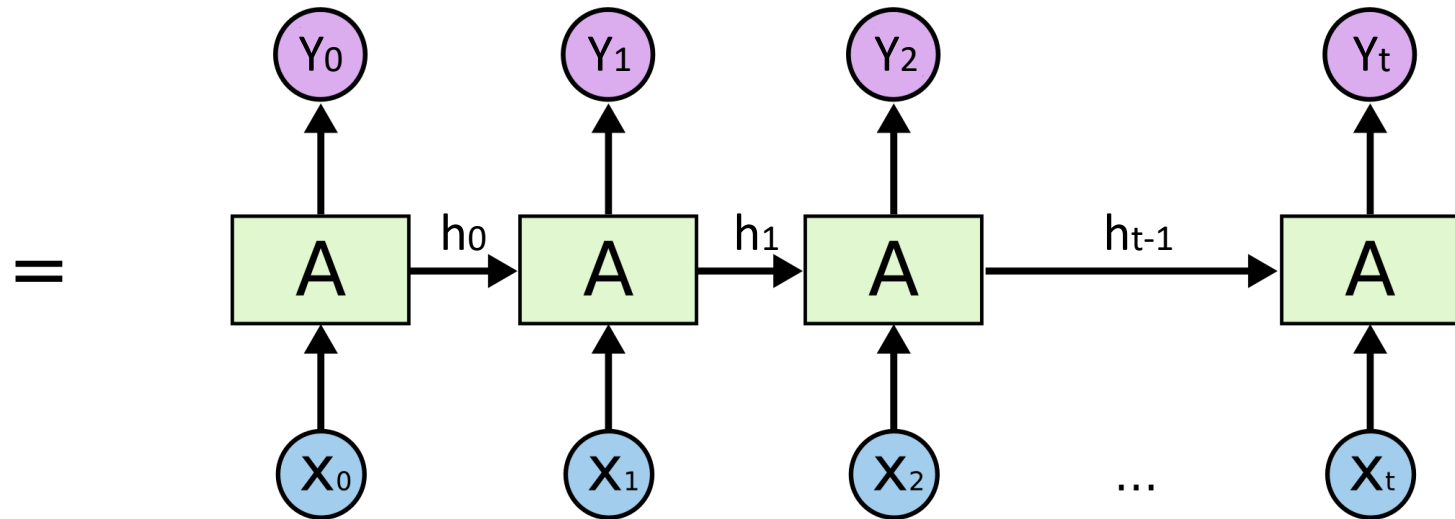 Y0 Y1 Y2 Yt
h0 h1 ht-1
= A A A A
X0 X1 X2 ... Xt